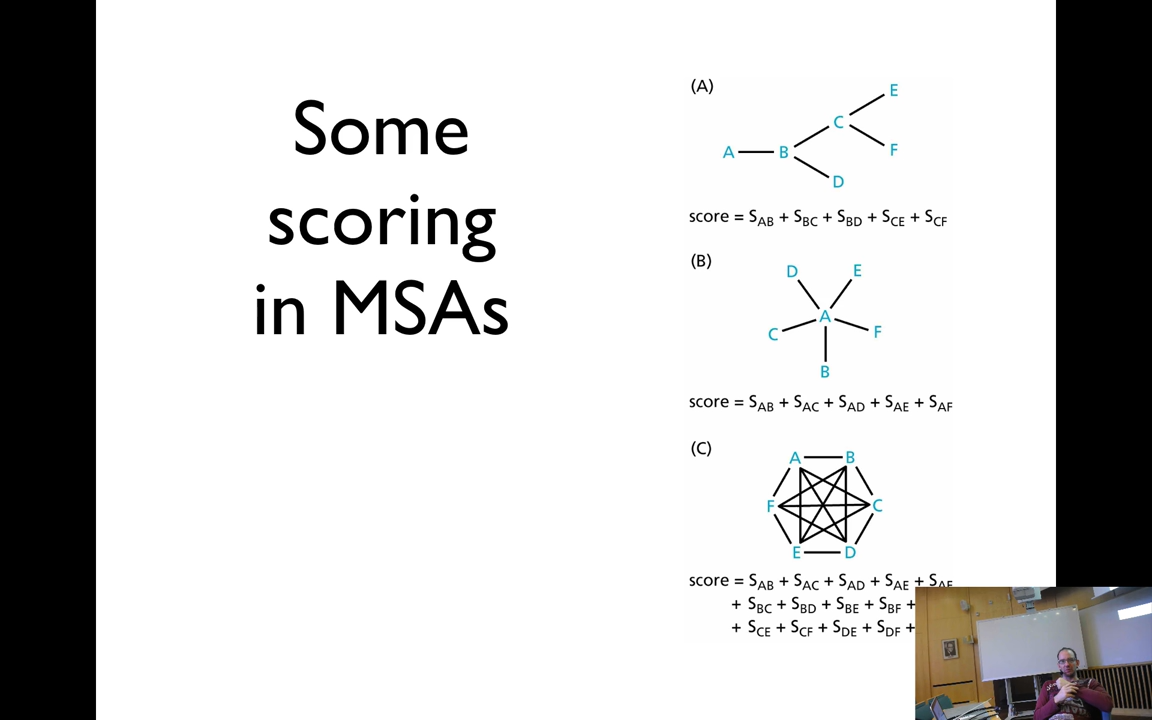 Some
scoring
in MSAs
(A)
E
C
A
B
F
D
score = S_AB + S_BC + S_BD + S_CE + S_CF
(B)
D
E
A
C
F
B
score = S_AB + S_AC + S_AD + S_AE + S_AF
(C)
A
B
F
C
E
D
score = S_AB + S_AC + S_AD + S_AE +
+ S_BC + S_BD + S_BE + S_BF +
+ S_CE + S_CF + S_DE + S_DF +